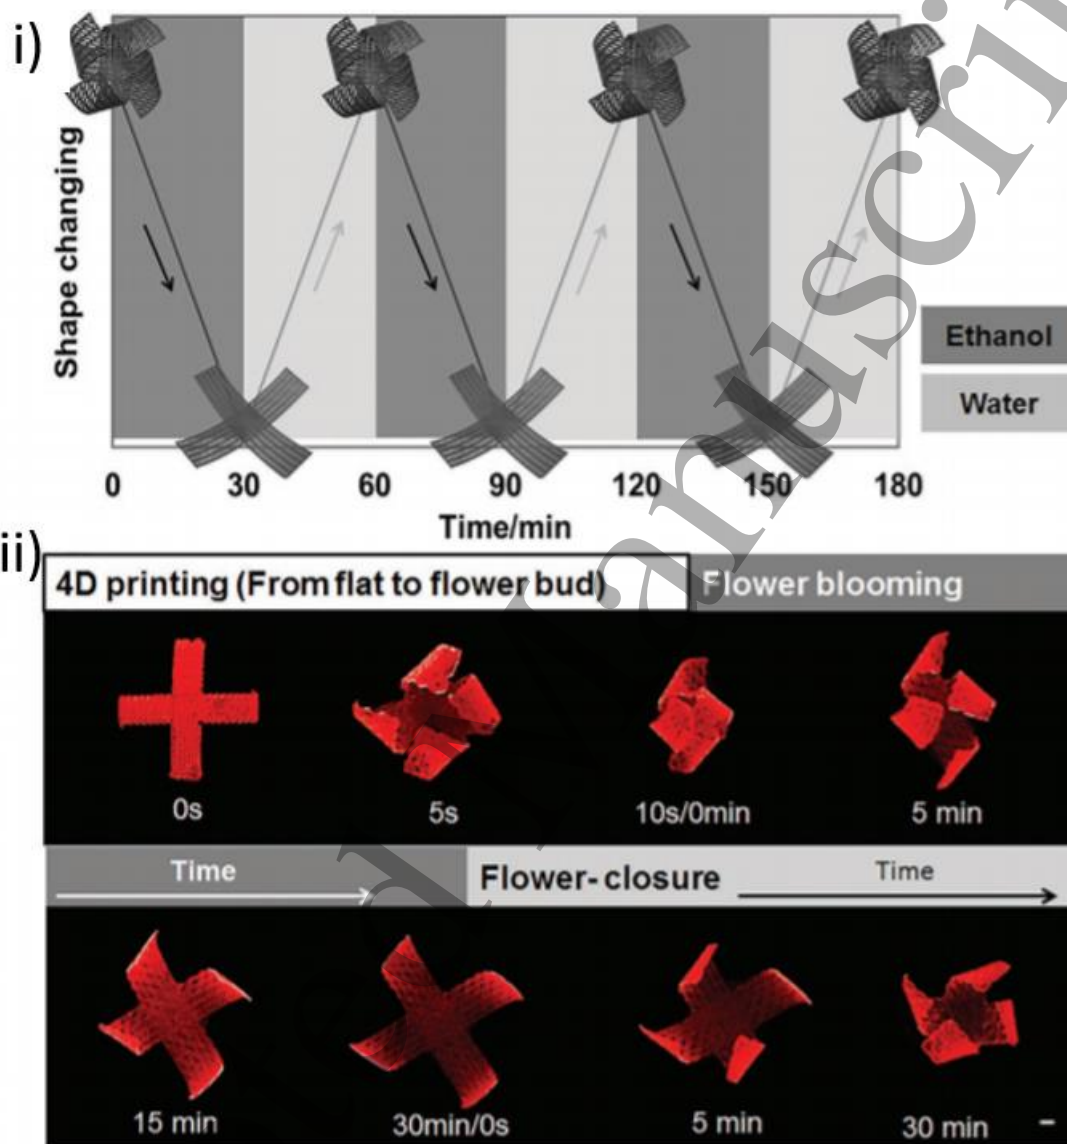 i)
Shape changing
Ethanol
Water
0 30 60 90 120 150 180
Time/min
ii)
4D printing (From flat to flower bud) Flower blooming
0s 5s 10s/0min 5 min
Time Flower-closure Time
15 min 30min/0s 5 min 30 min